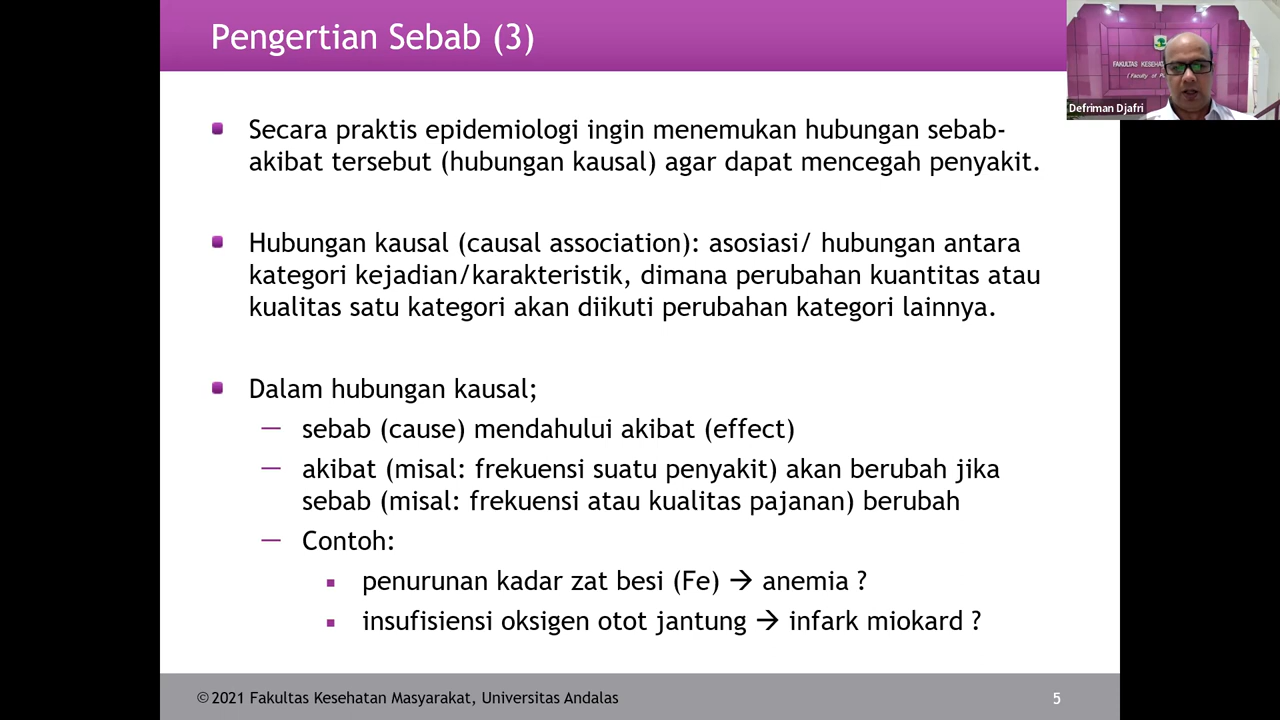 Pengertian Sebab (3)
FAKULTAS KESEHA
(Faculty of
Defriman Djafri
Secara praktis epidemiologi ingin menemukan hubungan sebab-
akibat tersebut (hubungan kausal) agar dapat mencegah penyakit.
Hubungan kausal (causal association): asosiasi/ hubungan antara
kategori kejadian/karakteristik, dimana perubahan kuantitas atau
kualitas satu kategori akan diikuti perubahan kategori lainnya.
Dalam hubungan kausal;
— sebab (cause) mendahului akibat (effect)
— akibat (misal: frekuensi suatu penyakit) akan berubah jika
sebab (misal: frekuensi atau kualitas pajanan) berubah
— Contoh:
▪ penurunan kadar zat besi (Fe) → anemia ?
▪ insufisiensi oksigen otot jantung → infark miokard ?
© 2021 Fakultas Kesehatan Masyarakat, Universitas Andalas
5